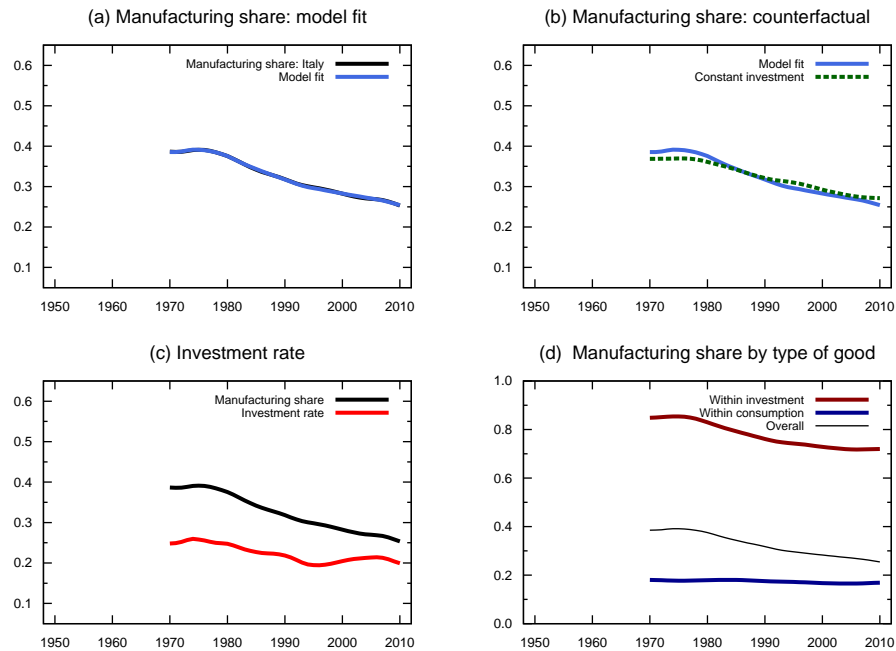 (a) Manufacturing share: model fit
0.6
0.5
0.4
0.3
0.2
0.1
Manufacturing share: Italy
Model fit
1950 1960 1970 1980 1990 2000 2010
(b) Manufacturing share: counterfactual
0.6
0.5
0.4
0.3
0.2
0.1
Model fit
Constant investment
1950 1960 1970 1980 1990 2000 2010
(c) Investment rate
0.6
0.5
0.4
0.3
0.2
0.1
Manufacturing share
Investment rate
1950 1960 1970 1980 1990 2000 2010
(d) Manufacturing share by type of good
1.0
0.8
0.6
0.4
0.2
0.0
Within investment
Within consumption
Overall
1950 1960 1970 1980 1990 2000 2010